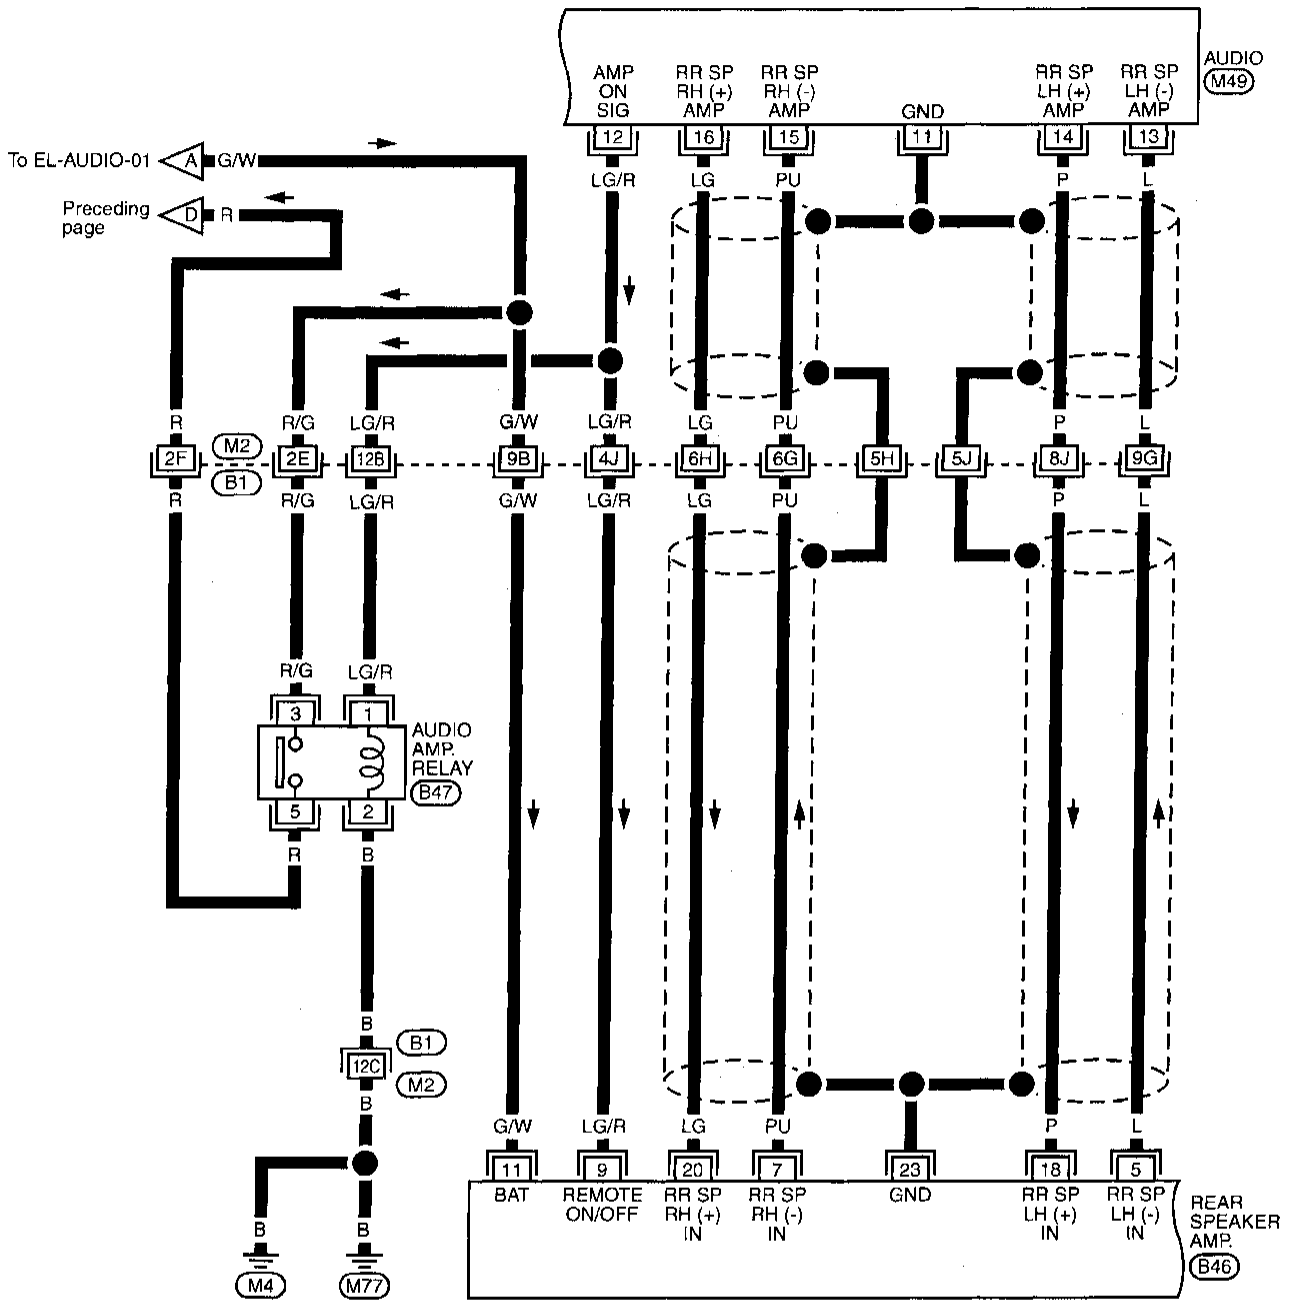 AUDIO
M49
AMP ON SIG
RR SP RH (+) AMP
RR SP RH (-) AMP
GND
RR SP LH (+) AMP
RR SP LH (-) AMP
12
16
15
11
14
13
LG/R
LG
PU
P
L
To EL-AUDIO-01
A
G/W
Preceding page
D
R
R
R/G
LG/R
G/W
LG/R
LG
PU
P
L
2F
M2
B1
2E
12B
9B
4J
6H
6G
5H
5J
8J
9G
R
R/G
LG/R
G/W
LG/R
LG
PU
P
L
R/G
LG/R
3
1
AUDIO
AMP.
RELAY
B47
5
2
R
B
B
12C
B1
M2
B
B
B
M4
M77
G/W
LG/R
LG
PU
P
L
11
9
20
7
23
18
5
BAT
REMOTE ON/OFF
RR SP RH (+) IN
RR SP RH (-) IN
GND
RR SP LH (+) IN
RR SP LH (-) IN
REAR
SPEAKER
AMP.
B46